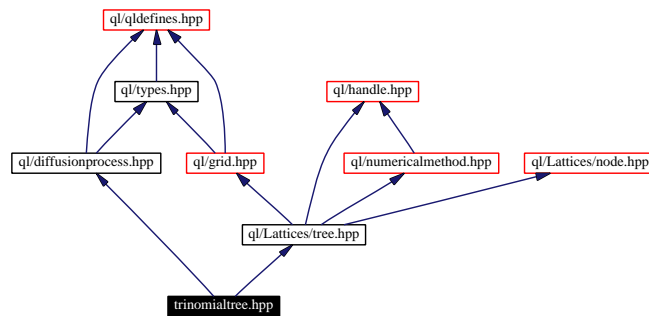 ql/qldefines.hpp
ql/types.hpp
ql/handle.hpp
ql/diffusionprocess.hpp
ql/grid.hpp
ql/numericalmethod.hpp
ql/Lattices/node.hpp
ql/Lattices/tree.hpp
trinomialtree.hpp